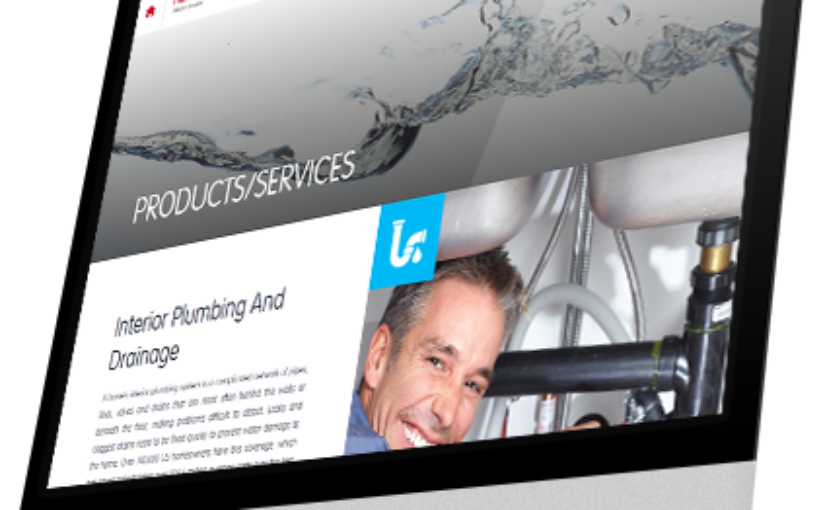 PRODUCTS/SERVICES
Interior Plumbing And
Drainage
A home's interior plumbing system is a complicated network of pipes,
lines, valves and drains that are most often behind the walls or
beneath the floor, making problems difficult to detect. Leaks and
clogged drains need to be fixed quickly to prevent water damage to
the home. Over US homeowners have this coverage, which